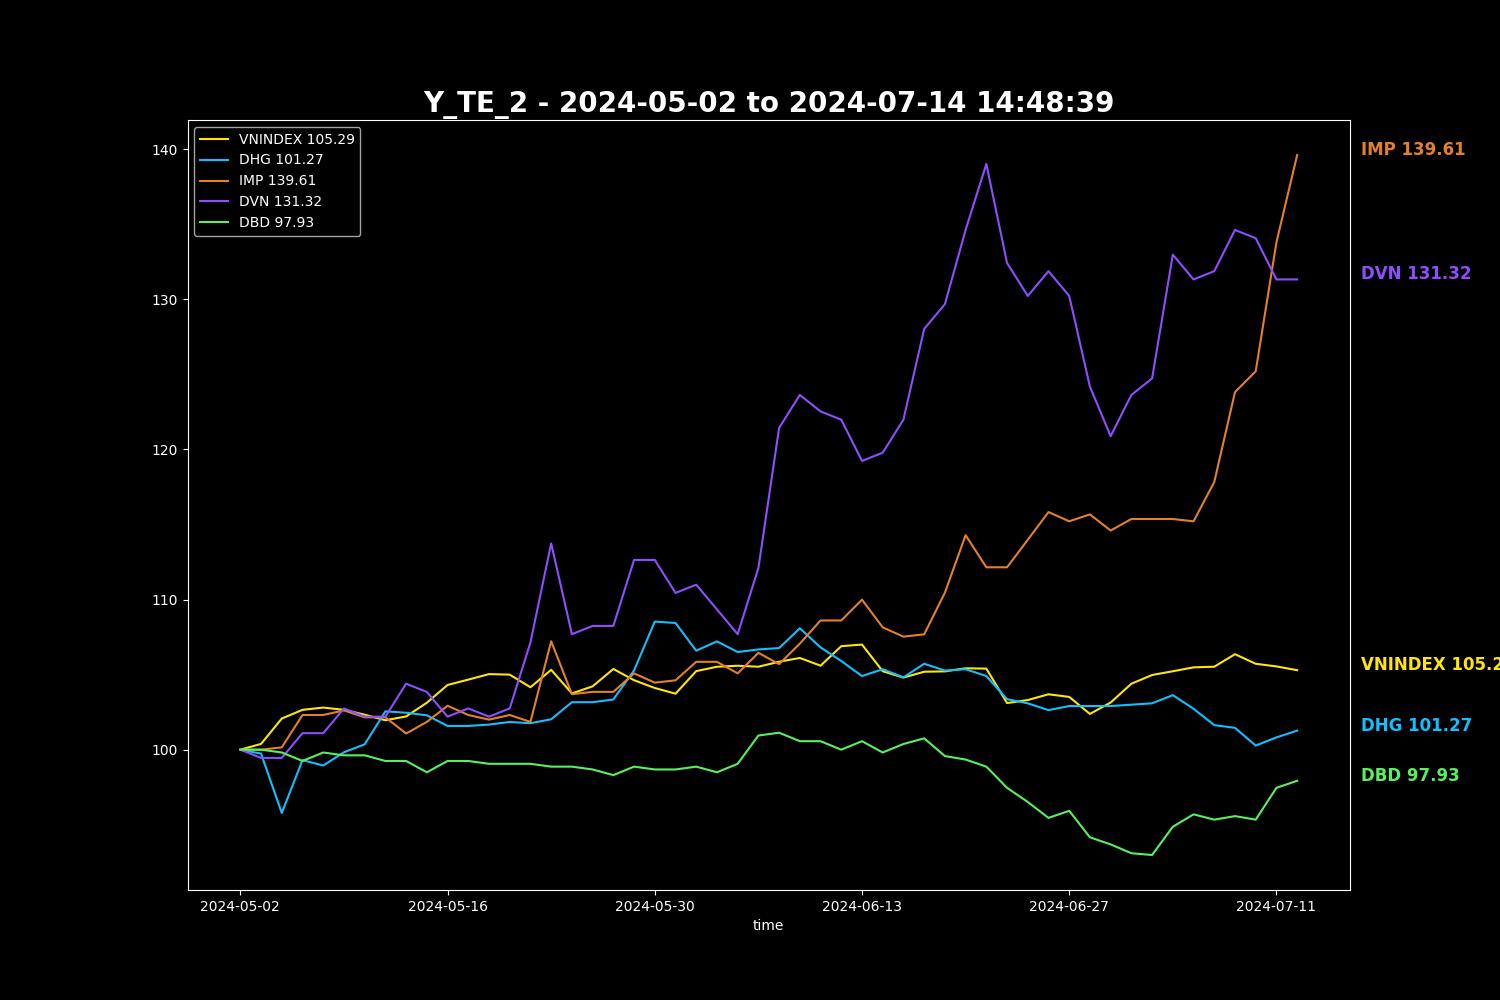 Y_TE_2 - 2024-05-02 to 2024-07-14 14:48:39
VNINDEX 105.29
DHG 101.27
IMP 139.61
DVN 131.32
DBD 97.93
140
130
120
110
100
IMP 139.61
DVN 131.32
VNINDEX 105.2
DHG 101.27
DBD 97.93
2024-05-02
2024-05-16
2024-05-30
2024-06-13
2024-06-27
2024-07-11
time